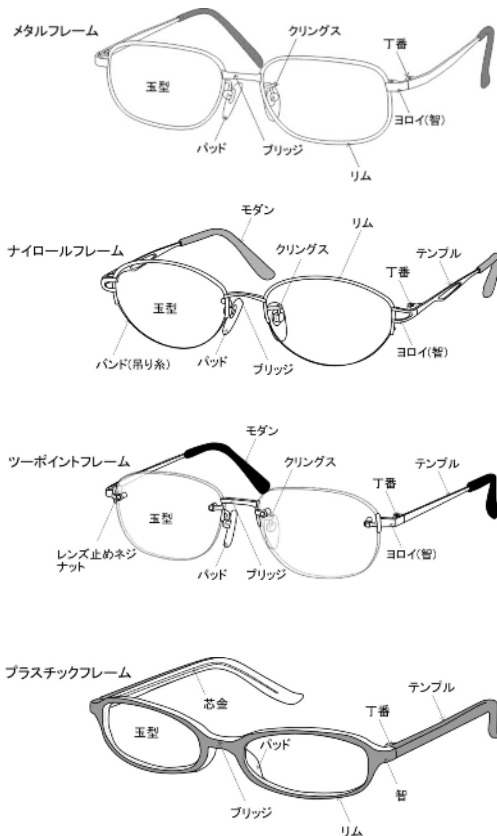 メタルフレーム
クリングス
丁番
玉型
ヨロイ(智)
パッド
ブリッジ
リム
モダン
リム
ナイロールフレーム
クリングス
テンプル
丁番
玉型
ヨロイ(智)
バンド(吊り糸)
パッド
ブリッジ
モダン
ツーポイントフレーム
クリングス
テンプル
丁番
玉型
レンズ止めネジ
ナット
ヨロイ(智)
パッド
ブリッジ
プラスチックフレーム
芯金
テンプル
丁番
玉型
パッド
智
ブリッジ
リム